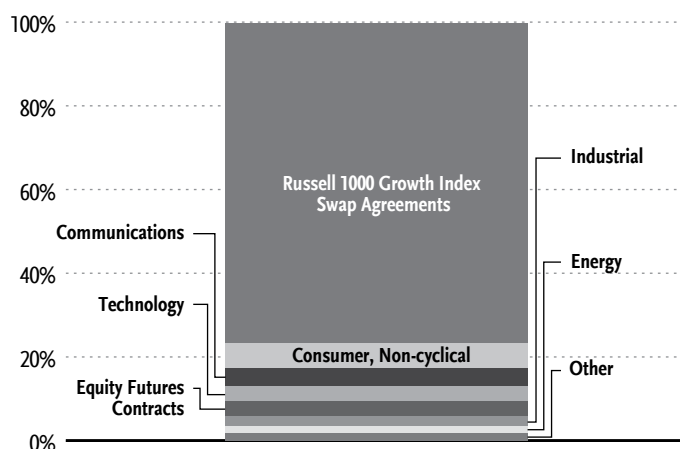 100%
80%
60%
40%
20%
0%
Russell 1000 Growth Index
Swap Agreements
Consumer, Non-cyclical
Communications
Technology
Equity Futures
Contracts
Industrial
Energy
Other